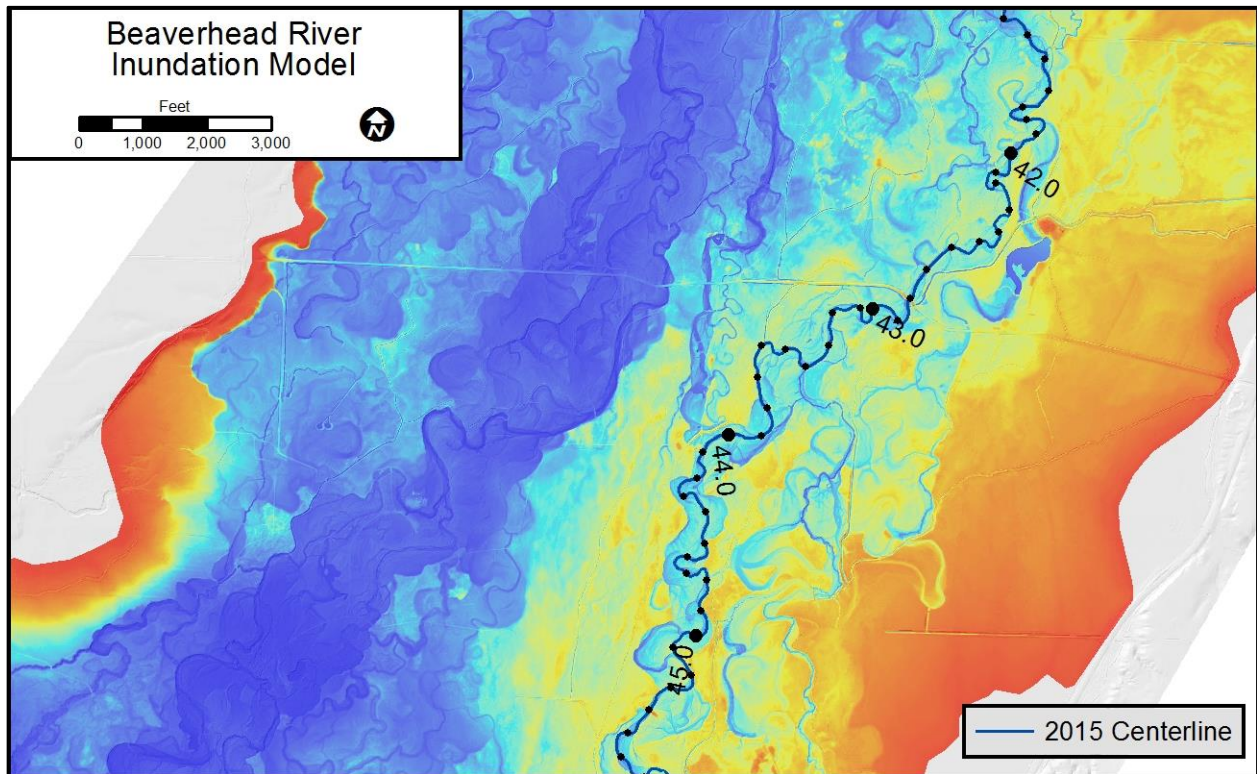 Beaverhead River
Inundation Model
Feet
0 1,000 2,000 3,000
N
42.0
43.0
44.0
45.0
2015 Centerline